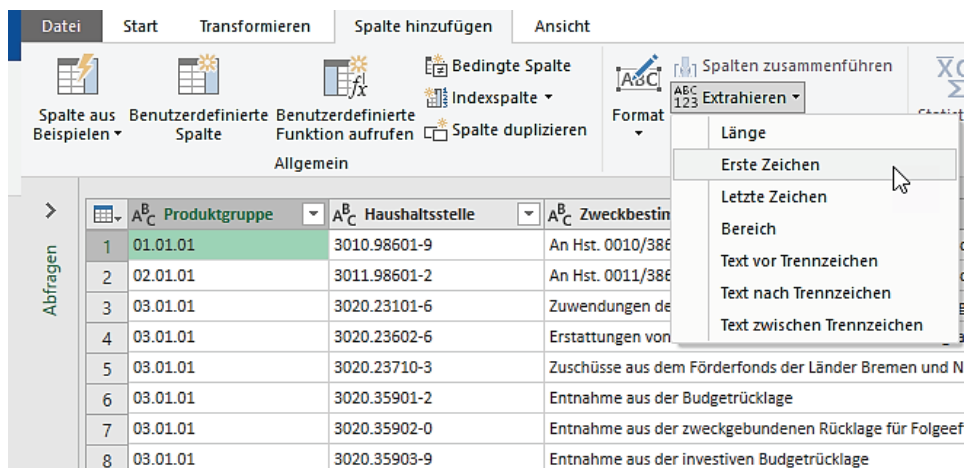 Datei Start Transformieren Spalte hinzufügen Ansicht
Spalte aus Beispielen
Benutzerdefinierte Spalte
Benutzerdefinierte Funktion aufrufen
Bedingte Spalte
Indexspalte
Spalte duplizieren
Allgemein
ABC Format
Spalten zusammenführen
ABC 123 Extrahieren
Länge
Erste Zeichen
Letzte Zeichen
Bereich
Text vor Trennzeichen
Text nach Trennzeichen
Text zwischen Trennzeichen
Abfragen
ABC Produktgruppe ABC Haushaltsstelle ABC
1 01.01.01 3010.98601-9 An Hst. 0010/386
2 02.01.01 3011.98601-2 An Hst. 0011/386
3 03.01.01 3020.23101-6 Zuwendungen de
4 03.01.01 3020.23602-6 Erstattungen von
5 03.01.01 3020.23710-3 Zuschüsse aus dem Förderfonds der Länder Bremen und N
6 03.01.01 3020.35901-2 Entnahme aus der Budgetrücklage
7 03.01.01 3020.35902-0 Entnahme aus der zweckgebundenen Rücklage für Folgeef
8 03.01.01 3020.35903-9 Entnahme aus der investiven Budgetrücklage